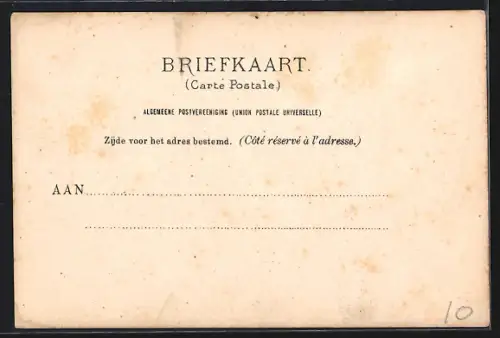 BRIEFKAART.
(Carte Postale.)
ALGEMEENE POSTVEREENIGING (UNION POSTALE UNIVERSELLE)
Zijde voor het adres bestemd. (Côté réservé à l'adresse.)
AAN
10